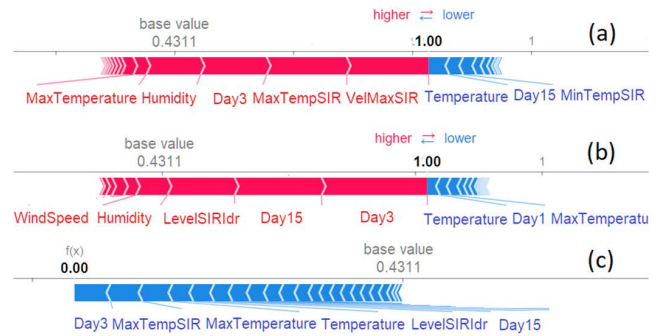 base value
higher ⇄ lower
(a)
0.4311
1.00
1
MaxTemperature Humidity Day3 MaxTempSIR VelMaxSIR Temperature Day15 MinTempSIR
higher ⇄ lower
base value
(b)
0.4311
1.00
1
WindSpeed Humidity LevelSIRIdr Day15 Day3 Temperature Day1 MaxTemperatu
f(x)
base value
(c)
0.00
0.4311
Day3 MaxTempSIR MaxTemperature Temperature LevelSIRIdr Day15